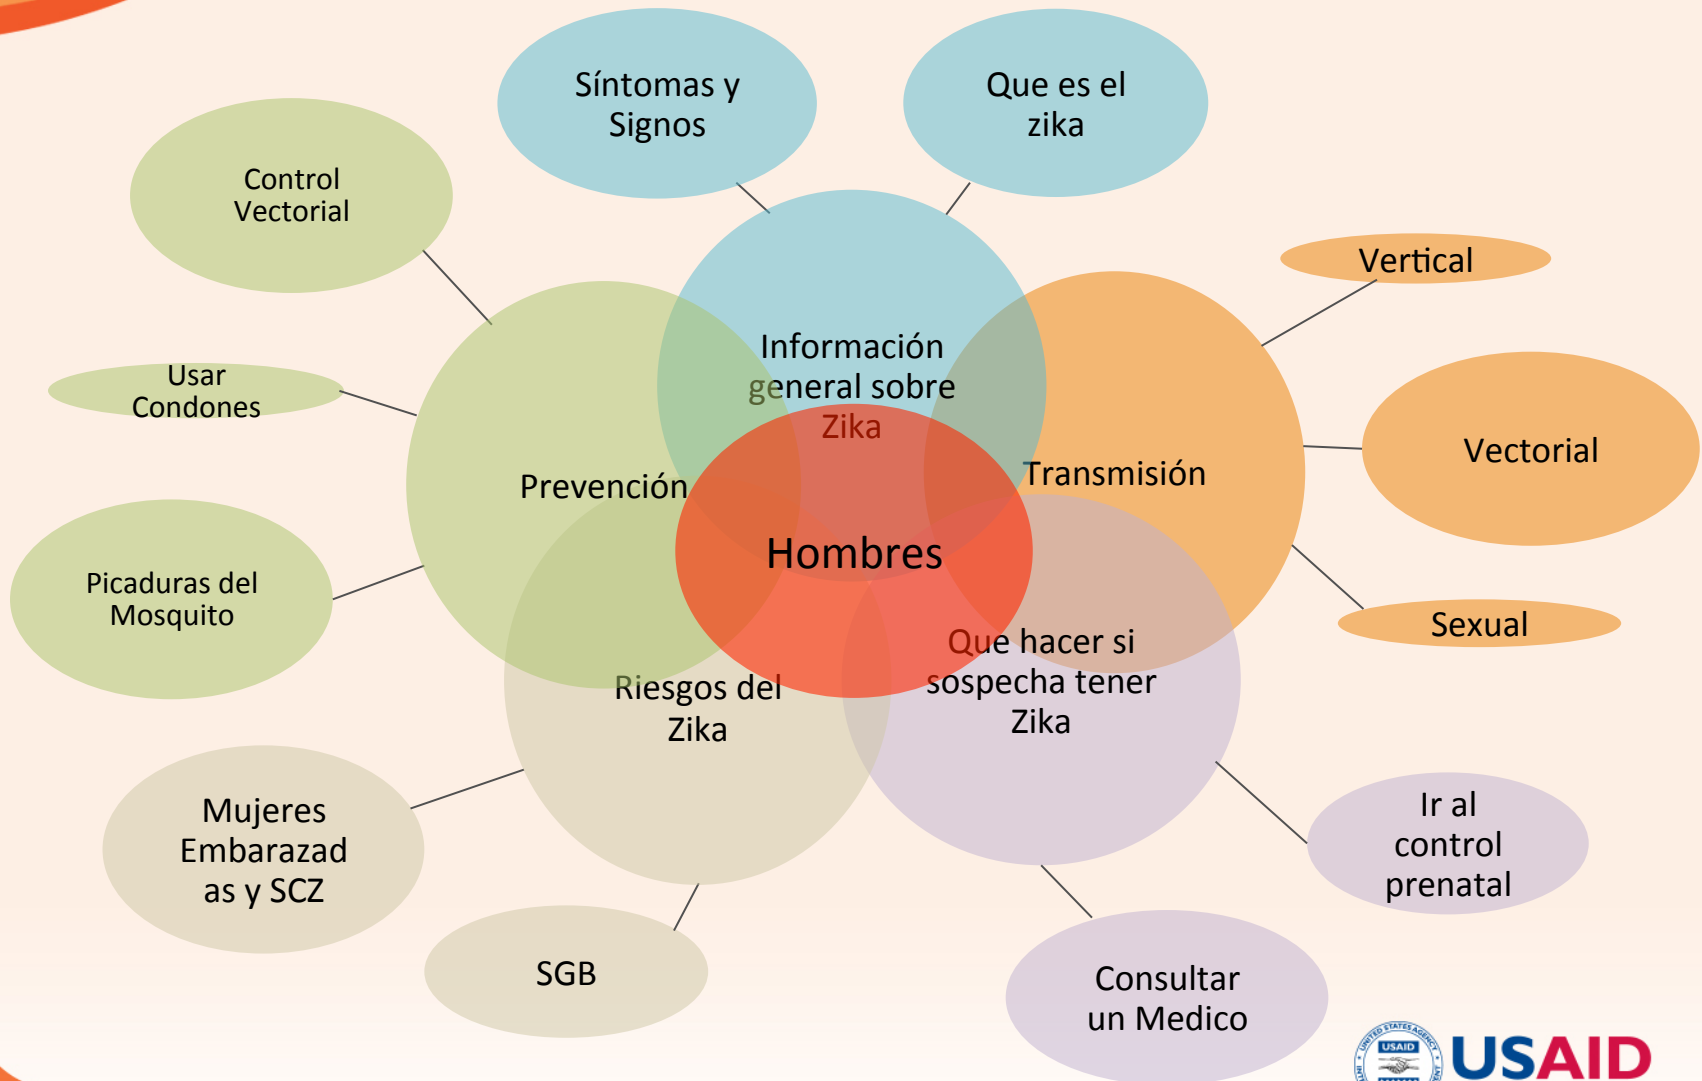 Síntomas y
Signos
Que es el
zika
Control
Vectorial
Vertical
Información
general sobre
Zika
Usar
Condones
Vectorial
Transmisión
Prevención
Hombres
Picaduras del
Mosquito
Sexual
Que hacer si
sospecha tener
Zika
Riesgos del
Zika
Mujeres
Embarazad
as y SCZ
Ir al
control
prenatal
SGB
Consultar
un Medico
USAID
USAID